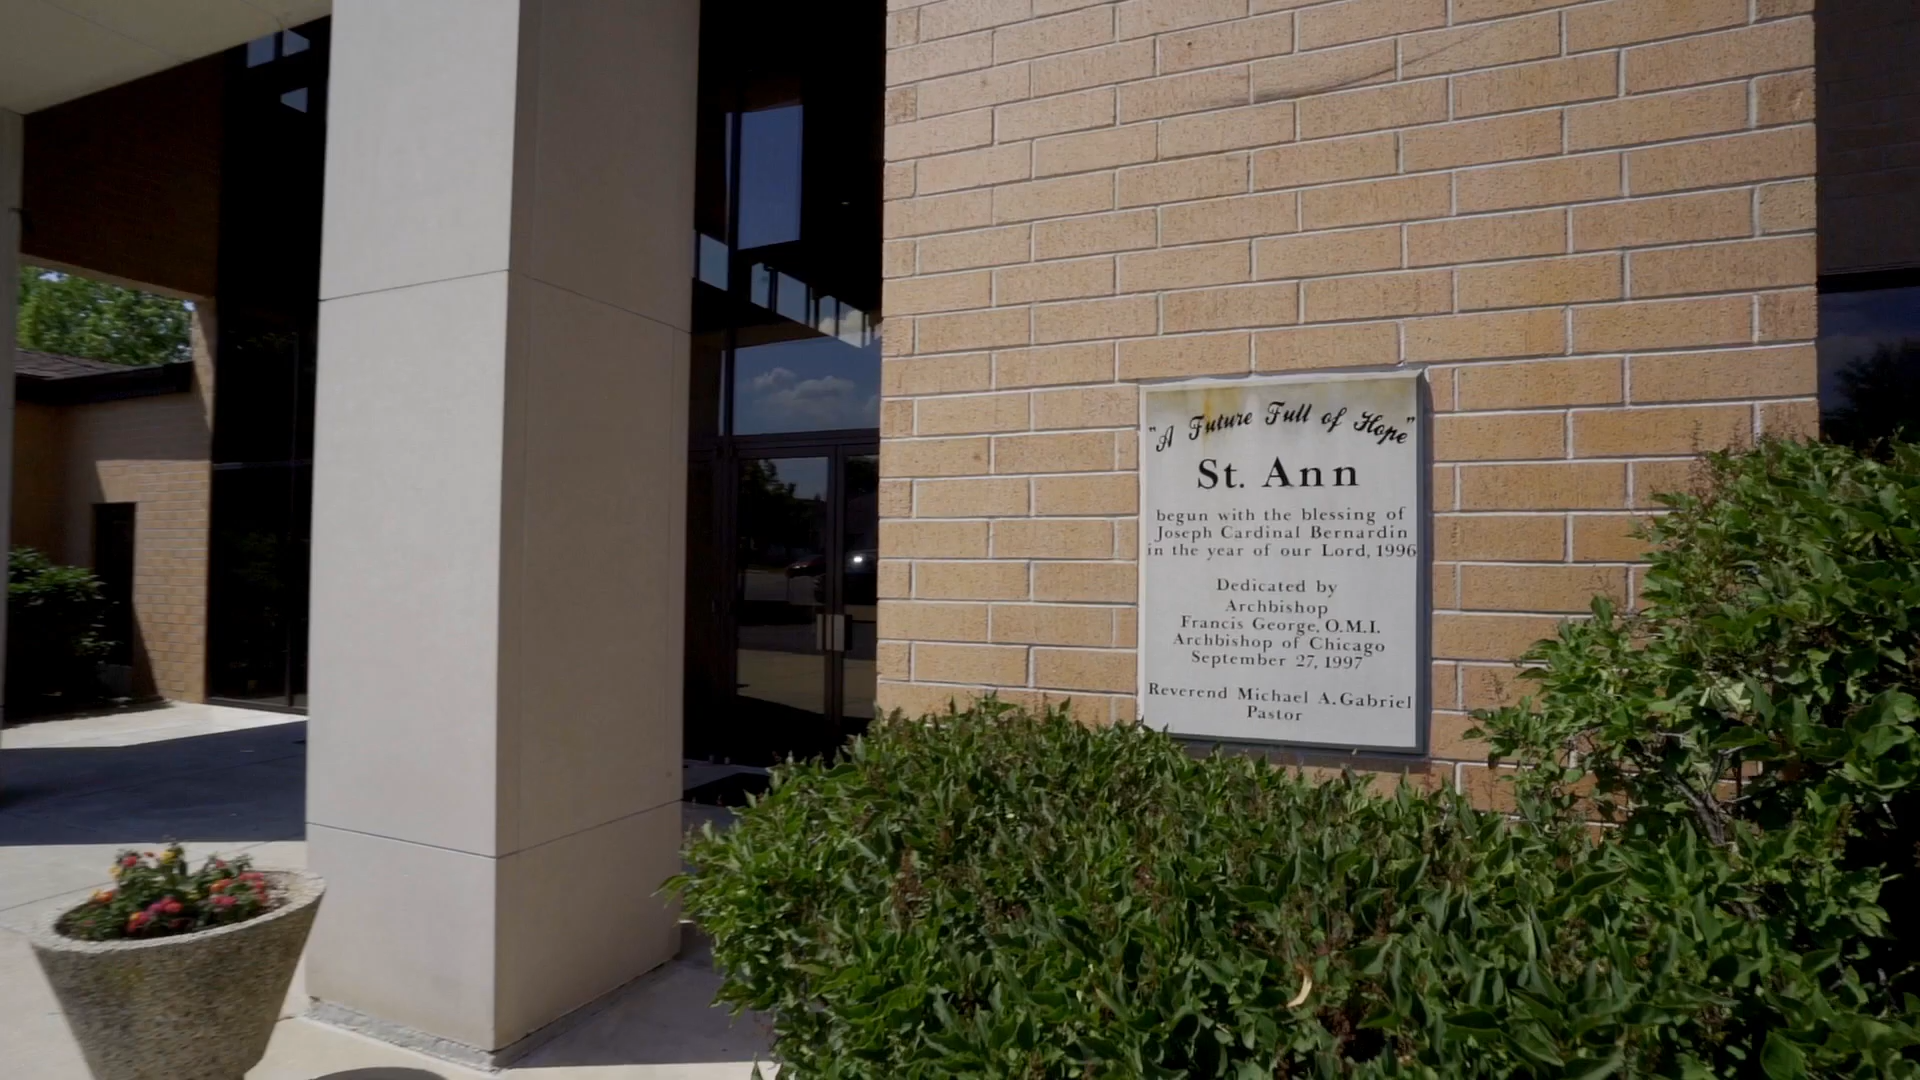 "A Future Full of Hope"
St. Ann
begun with the blessing of
Joseph Cardinal Bernardin
in the year of our Lord, 1996
Dedicated by
Archbishop
Francis George, O.M.I.
Archbishop of Chicago
September 27, 1997
Reverend Michael A. Gabriel
Pastor